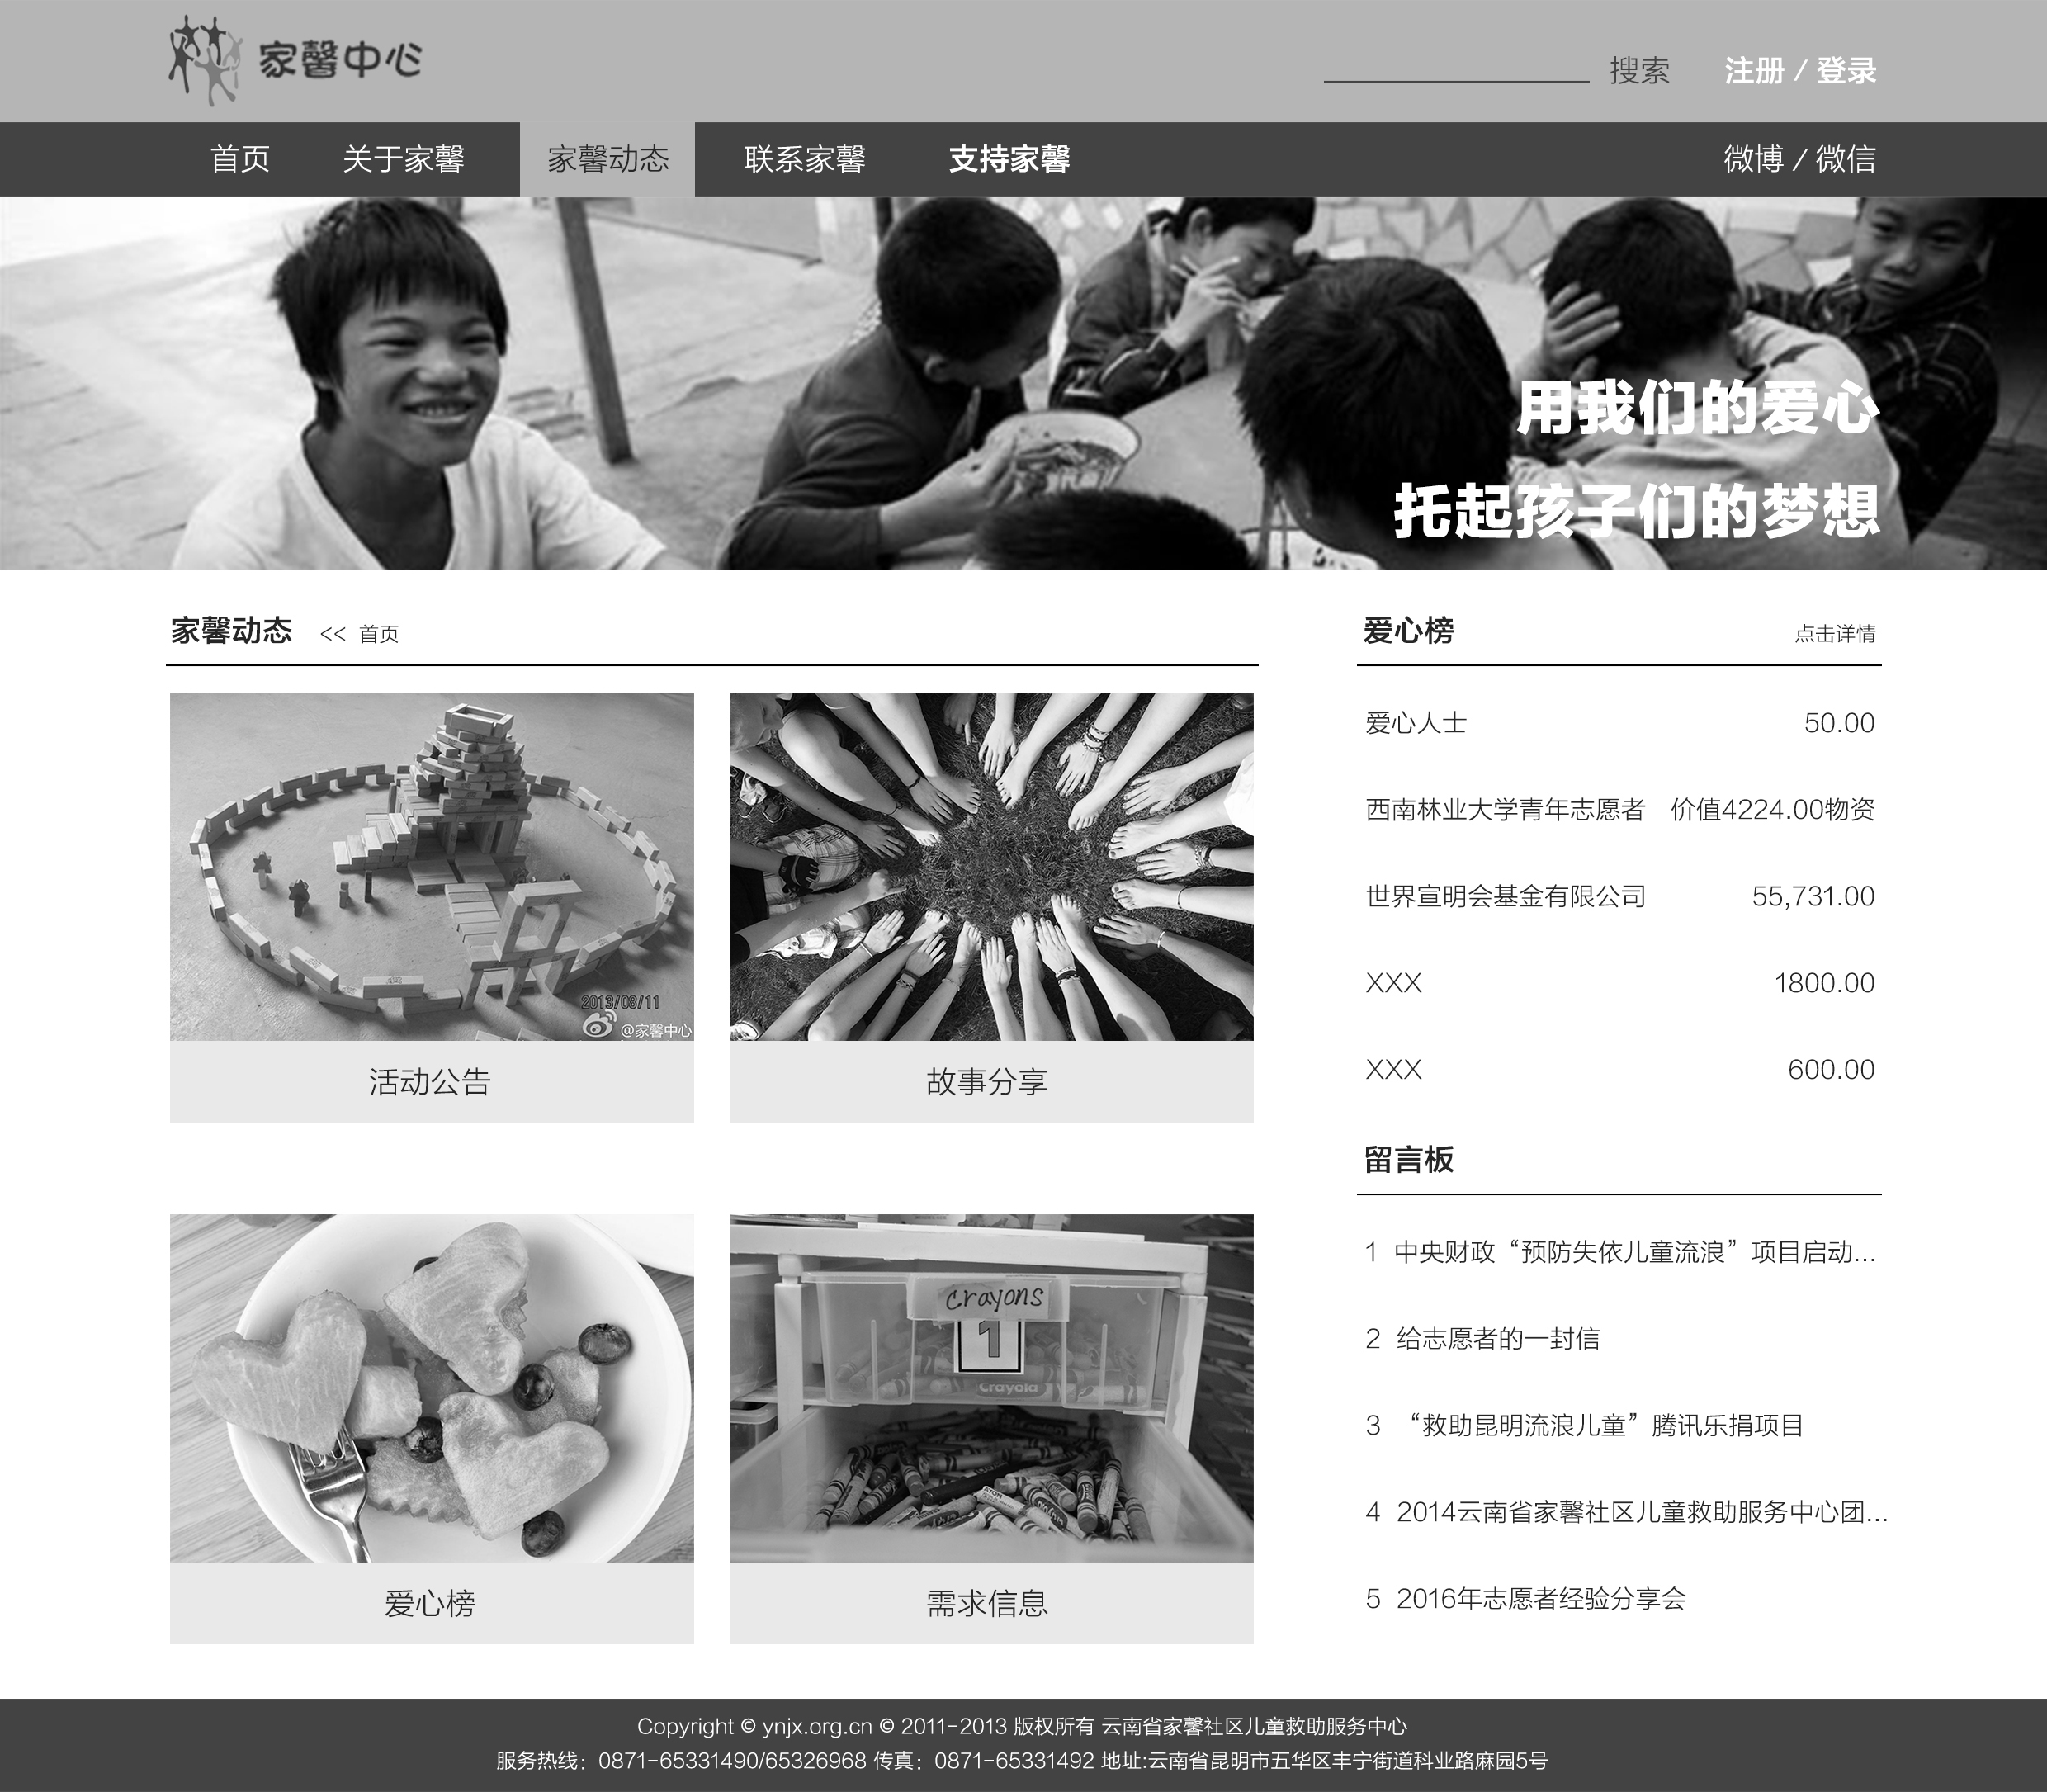 家馨中心
搜索
注册 / 登录
首页 关于家馨 家馨动态 联系家馨 支持家馨 微博 / 微信
用我们的爱心
托起孩子们的梦想
家馨动态 << 首页
2013/08/11
@家馨中心
活动公告
故事分享
Crayons
1
Crayola
爱心榜
需求信息
爱心榜 点击详情
爱心人士 50.00
西南林业大学青年志愿者 价值4224.00物资
世界宣明会基金有限公司 55,731.00
XXX 1800.00
XXX 600.00
留言板
1 中央财政“预防失依儿童流浪”项目启动...
2 给志愿者的一封信
3 “救助昆明流浪儿童”腾讯乐捐项目
4 2014云南省家馨社区儿童救助服务中心团...
5 2016年志愿者经验分享会
Copyright © ynjx.org.cn © 2011-2013 版权所有 云南省家馨社区儿童救助服务中心
服务热线：0871-65331490/65326968 传真：0871-65331492 地址:云南省昆明市五华区丰宁街道科业路麻园5号